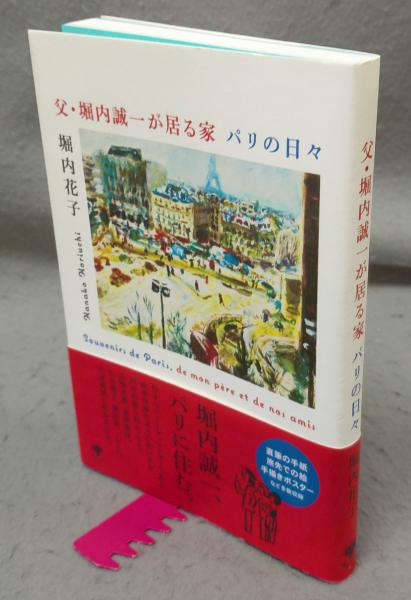 父・堀内誠一が居る家 パリの日々
堀内花子
Hanako Horiuchi
Souvenirs de Paris, de mon père et de nos amis
堀内誠一、
パリに住む。
直筆の手紙
旅先での絵
手描きポスター
など多数収録
父・堀内誠一が居る家 パリの日々
堀内花子